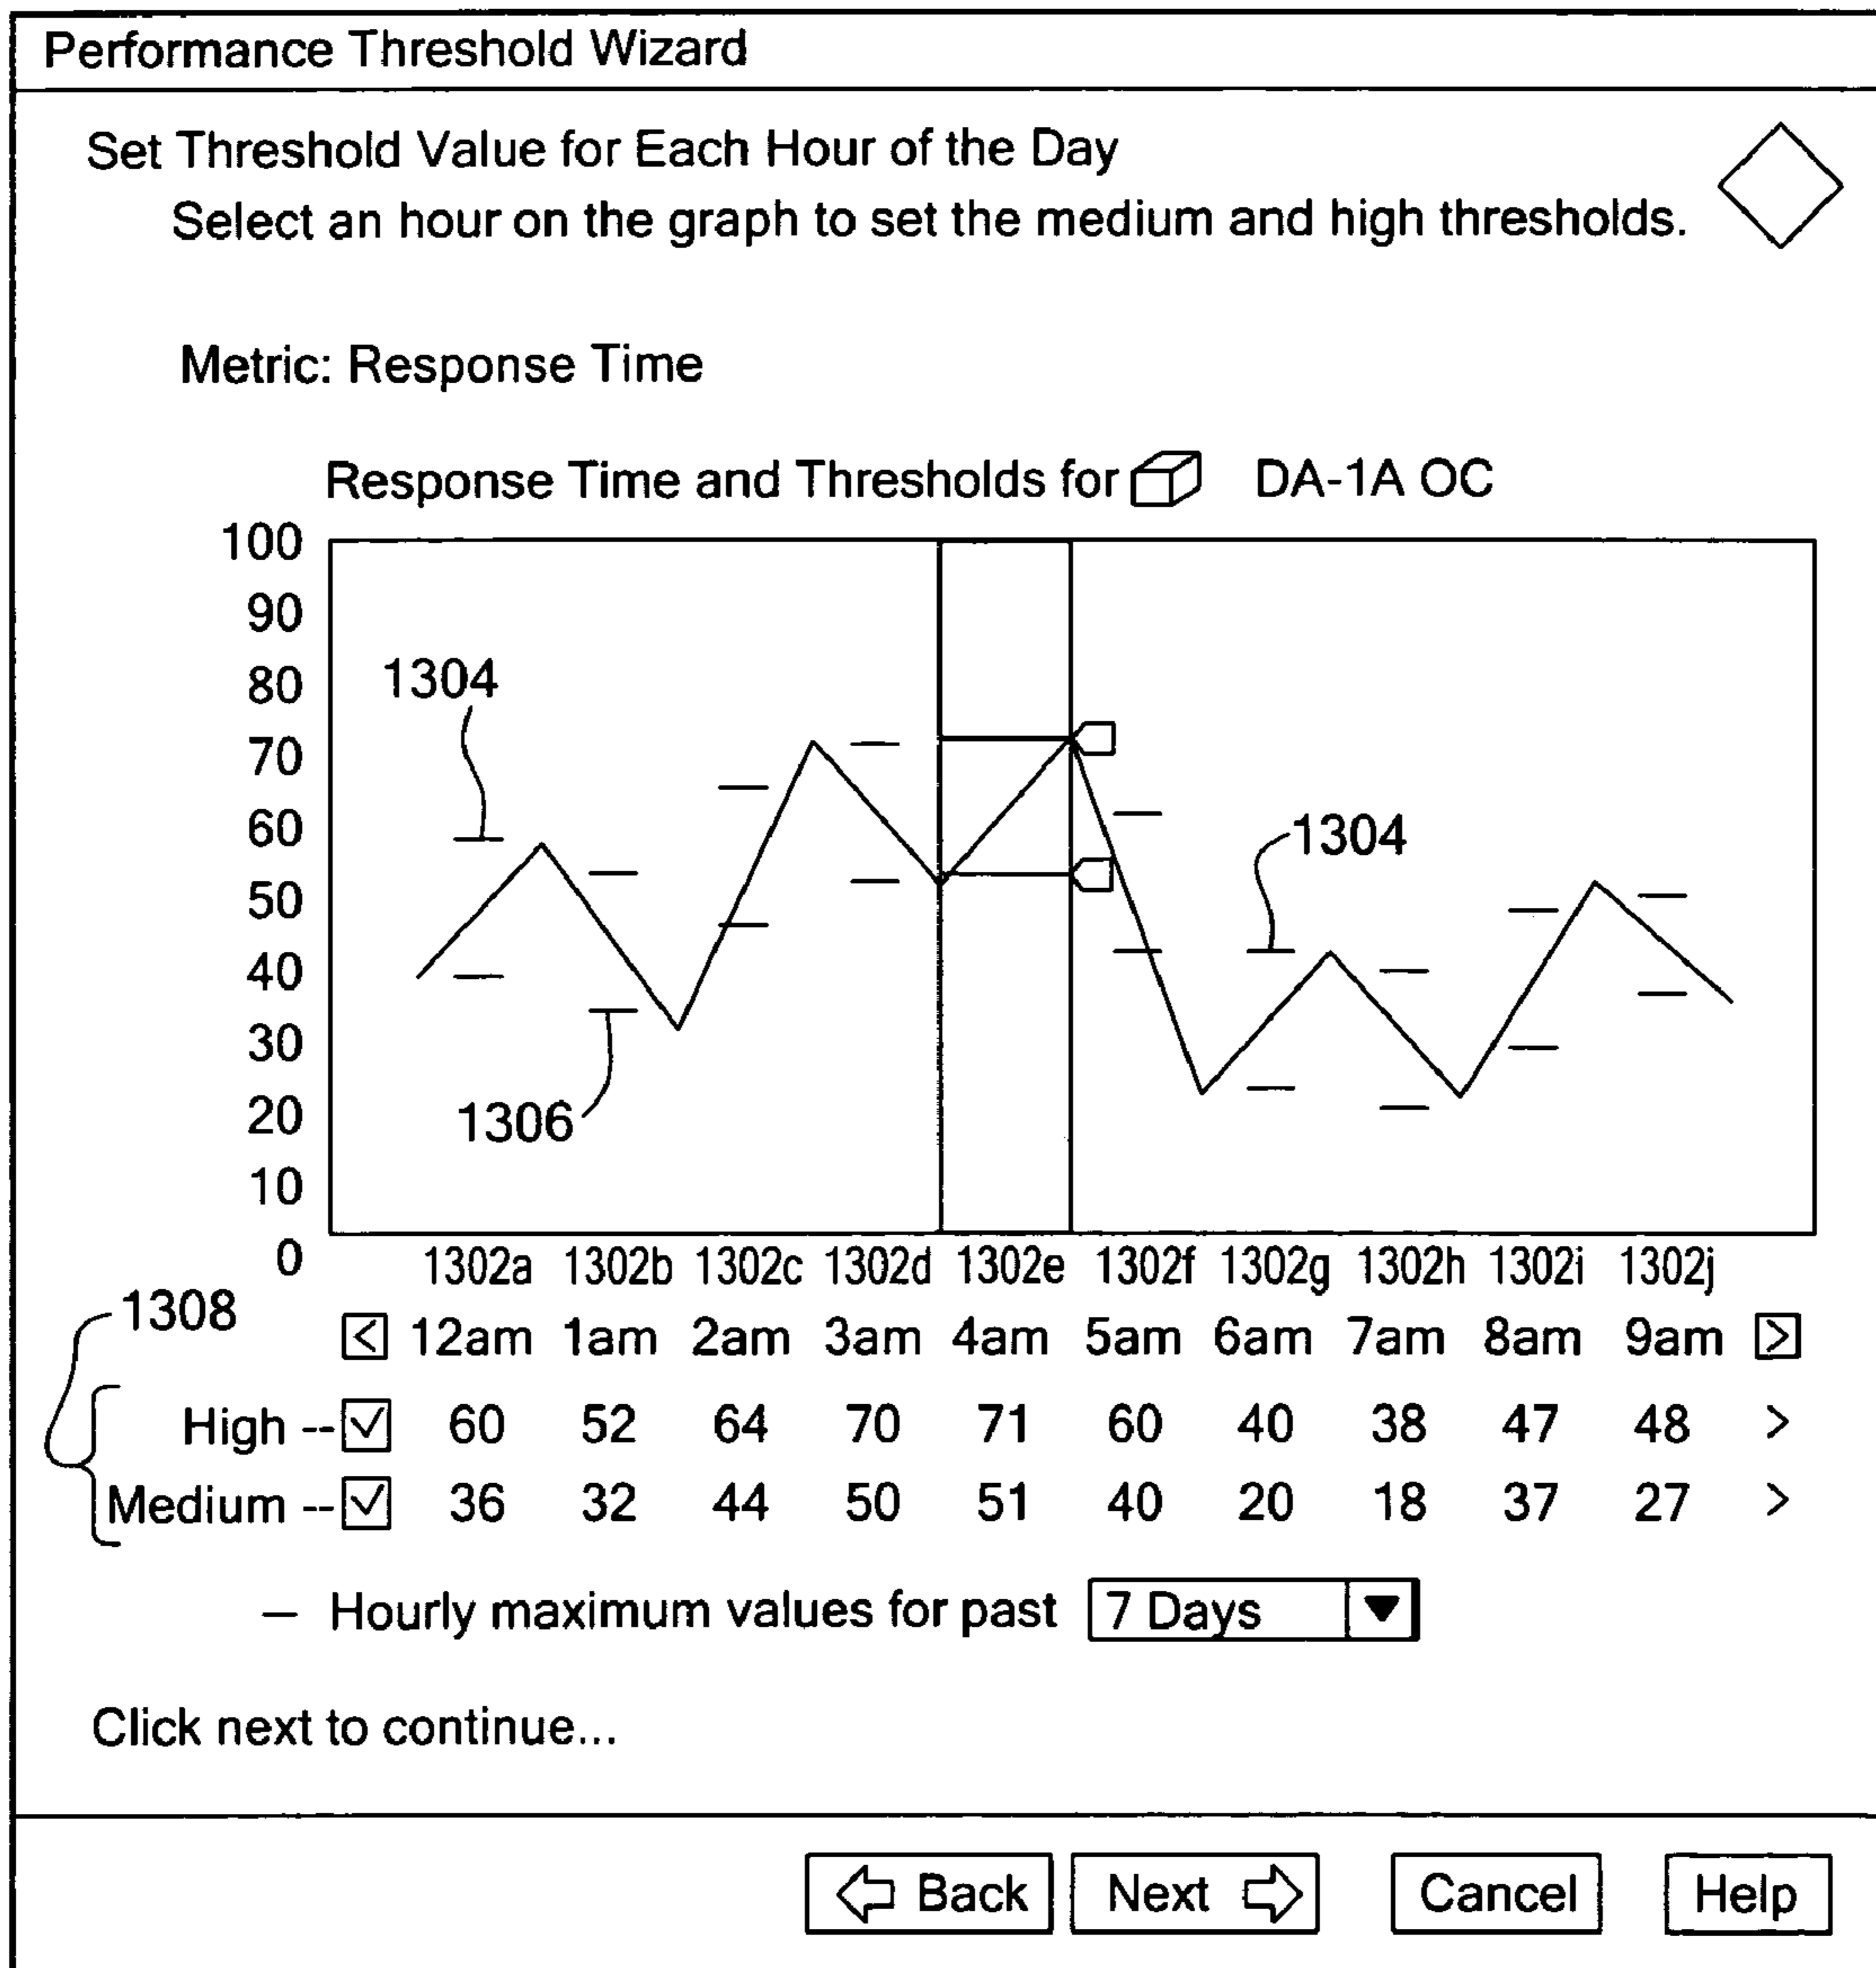 Performance Threshold Wizard
Set Threshold Value for Each Hour of the Day
Select an hour on the graph to set the medium and high thresholds.
Metric: Response Time
Response Time and Thresholds for DA-1A OC
100
90
80
70
60
50
40
30
20
10
0
1304
1304
1306
1302a 1302b 1302c 1302d 1302e 1302f 1302g 1302h 1302i 1302j
1308
< 12am 1am 2am 3am 4am 5am 6am 7am 8am 9am >
High -- 60 52 64 70 71 60 40 38 47 48 >
Medium -- 36 32 44 50 51 40 20 18 37 27 >
— Hourly maximum values for past 7 Days
Click next to continue...
Back Next Cancel Help